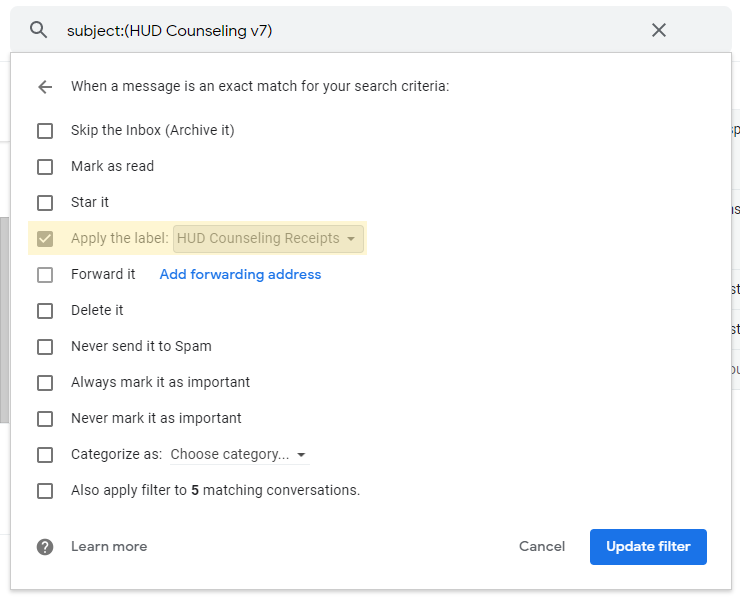 subject:(HUD Counseling v7)
When a message is an exact match for your search criteria:
Skip the Inbox (Archive it)
Mark as read
Star it
Apply the label: HUD Counseling Receipts
Forward it Add forwarding address
Delete it
Never send it to Spam
Always mark it as important
Never mark it as important
Categorize as: Choose category...
Also apply filter to 5 matching conversations.
Learn more Cancel Update filter